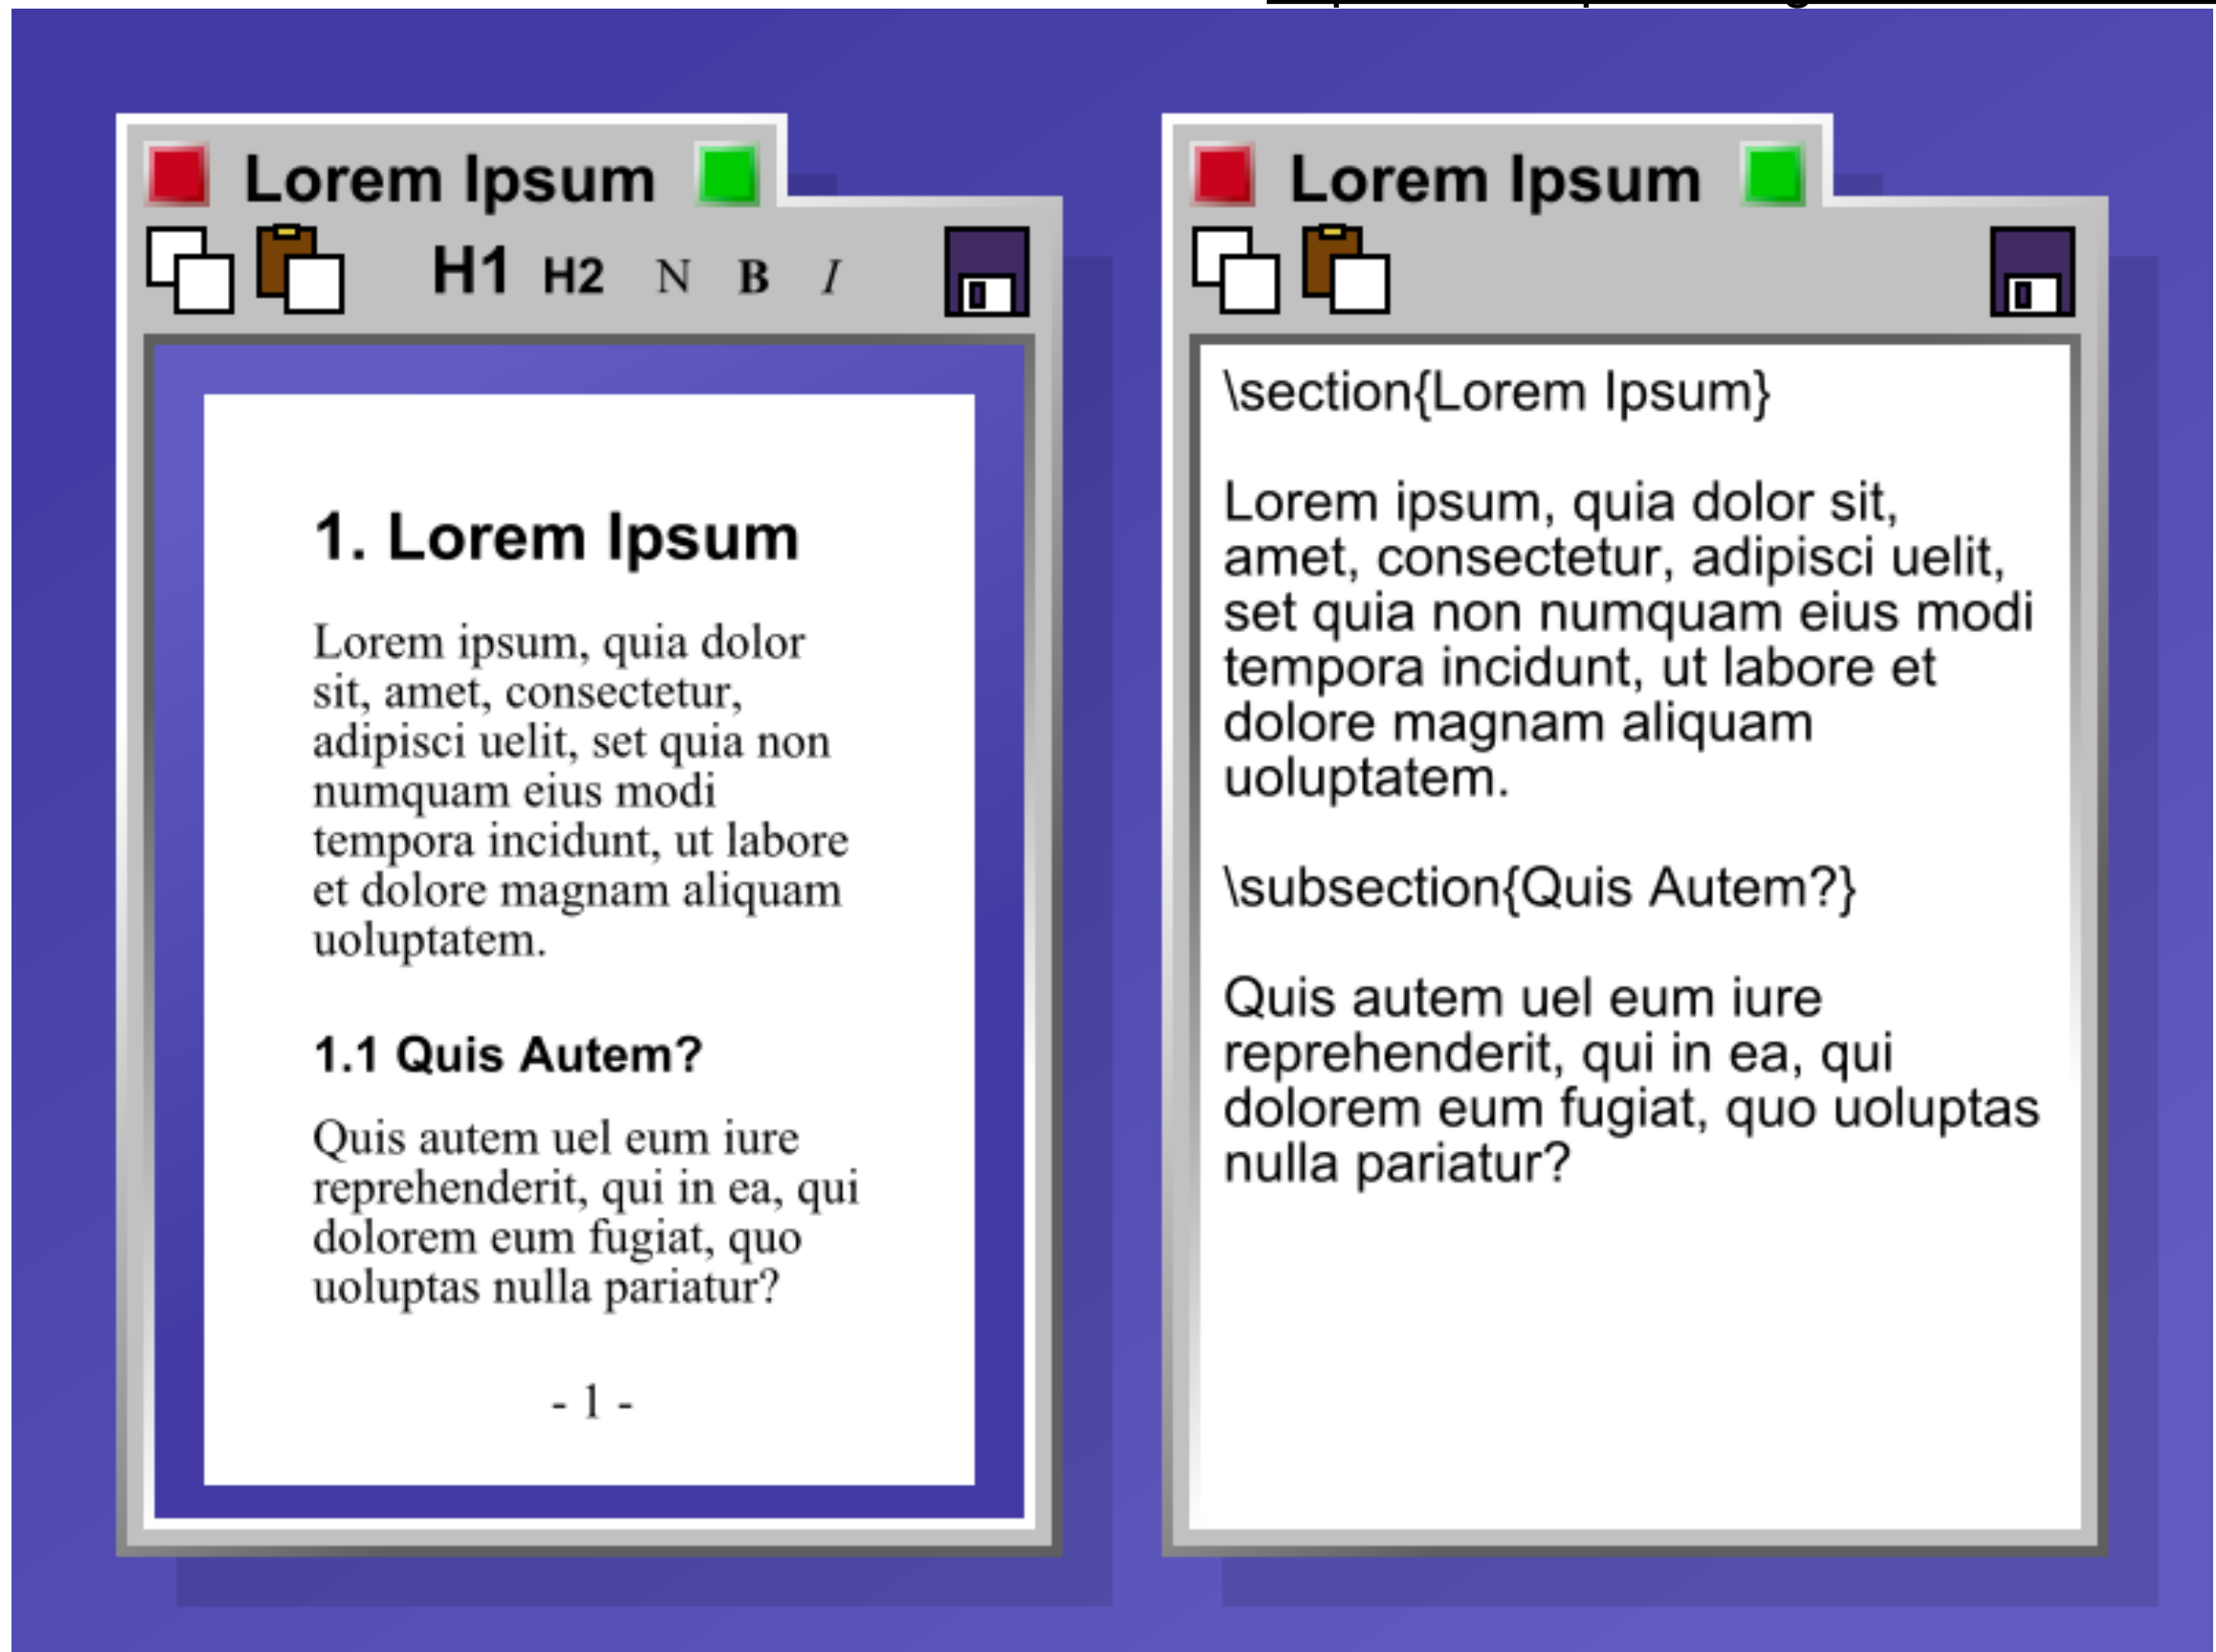 Lorem Ipsum
H1 H2 N B I
1. Lorem Ipsum
Lorem ipsum, quia dolor
sit, amet, consectetur,
adipisci uelit, set quia non
numquam eius modi
tempora incidunt, ut labore
et dolore magnam aliquam
uoluptatem.
1.1 Quis Autem?
Quis autem uel eum iure
reprehenderit, qui in ea, qui
dolorem eum fugiat, quo
uoluptas nulla pariatur?
- 1 -
Lorem Ipsum
\section{Lorem Ipsum}
Lorem ipsum, quia dolor sit,
amet, consectetur, adipisci uelit,
set quia non numquam eius modi
tempora incidunt, ut labore et
dolore magnam aliquam
uoluptatem.
\subsection{Quis Autem?}
Quis autem uel eum iure
reprehenderit, qui in ea, qui
dolorem eum fugiat, quo uoluptas
nulla pariatur?